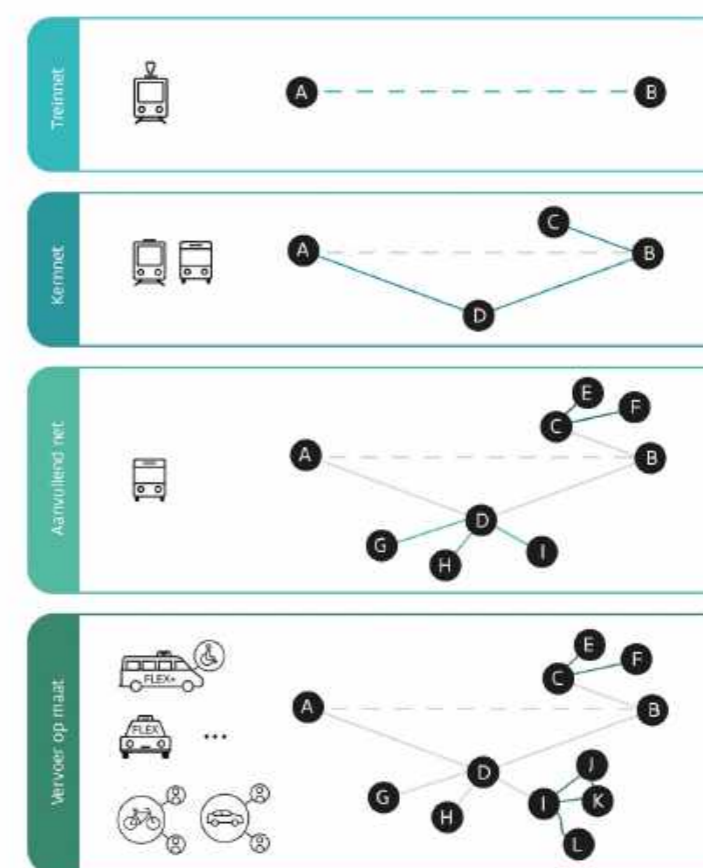 Treinnet
A
B
Kernnet
A
C
B
D
Aanvullend net
E
F
C
A
B
D
G
H
I
Vervoer op maat
FLEX+
FLEX
...
E
F
C
A
B
D
G
H
I
J
K
L